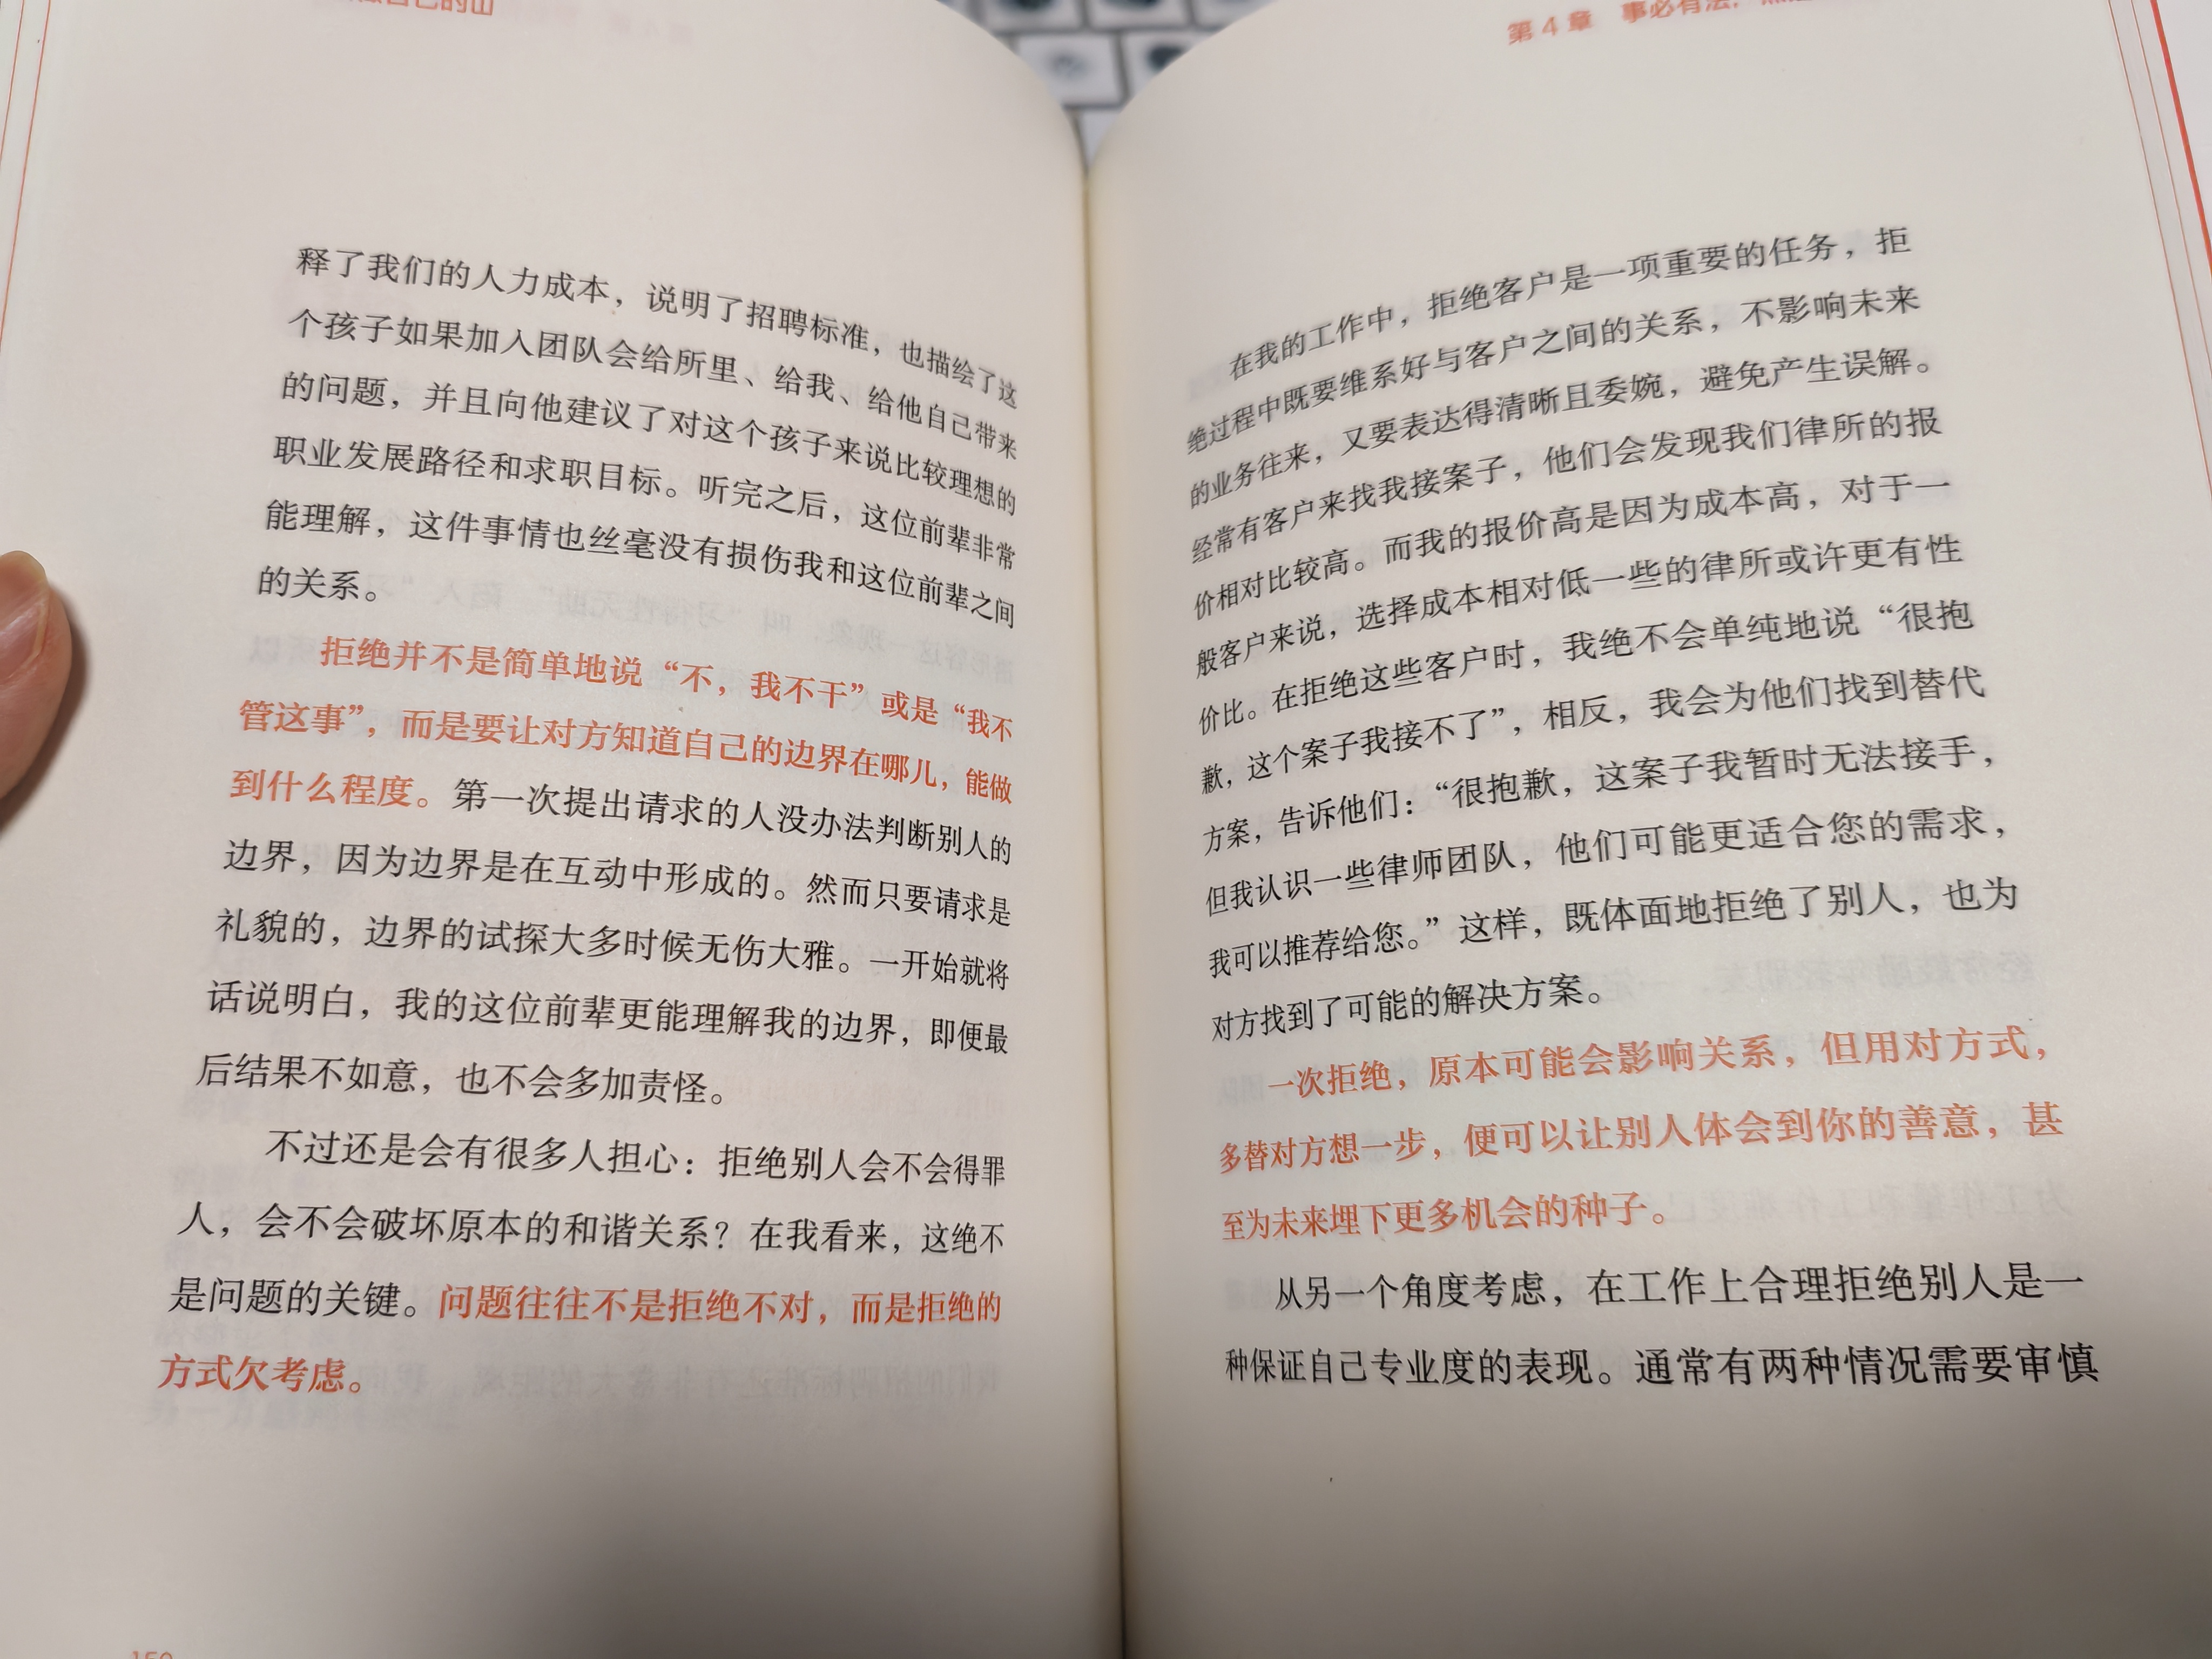 自己的山
释了我们的人力成本，说明了招聘标准，也描绘了这
个孩子如果加入团队会给所里、给我、给他自己带来
的问题，并且向他建议了对这个孩子来说比较理想的
职业发展路径和求职目标。听完之后，这位前辈非常
能理解，这件事情也丝毫没有损伤我和这位前辈之间
的关系。
拒绝并不是简单地说“不，我不干”或是“我不
管这事”，而是要让对方知道自己的边界在哪儿，能做
到什么程度。第一次提出请求的人没办法判断别人的
边界，因为边界是在互动中形成的。然而只要请求是
礼貌的，边界的试探大多时候无伤大雅。一开始就将
话说明白，我的这位前辈更能理解我的边界，即便最
后结果不如意，也不会多加责怪。
不过还是会有很多人担心：拒绝别人会不会得罪
人，会不会破坏原本的和谐关系？在我看来，这绝不
是问题的关键。问题往往不是拒绝不对，而是拒绝的
方式欠考虑。
第4章 事必有法，
在我的工作中，拒绝客户是一项重要的任务，拒
绝过程中既要维系好与客户之间的关系，不影响未来
的业务往来，又要表达得清晰且委婉，避免产生误解。
经常有客户来找我接案子，他们会发现我们律所的报
价相对比较高。而我的报价高是因为成本高，对于一
般客户来说，选择成本相对低一些的律所或许更有性
价比。在拒绝这些客户时，我绝不会单纯地说“很抱
歉，这个案子我接不了”，相反，我会为他们找到替代
方案，告诉他们：“很抱歉，这案子我暂时无法接手，
但我认识一些律师团队，他们可能更适合您的需求，
我可以推荐给您。”这样，既体面地拒绝了别人，也为
对方找到了可能的解决方案。
一次拒绝，原本可能会影响关系，但用对方式，
多替对方想一步，便可以让别人体会到你的善意，甚
至为未来埋下更多机会的种子。
从另一个角度考虑，在工作上合理拒绝别人是一
种保证自己专业度的表现。通常有两种情况需要审慎